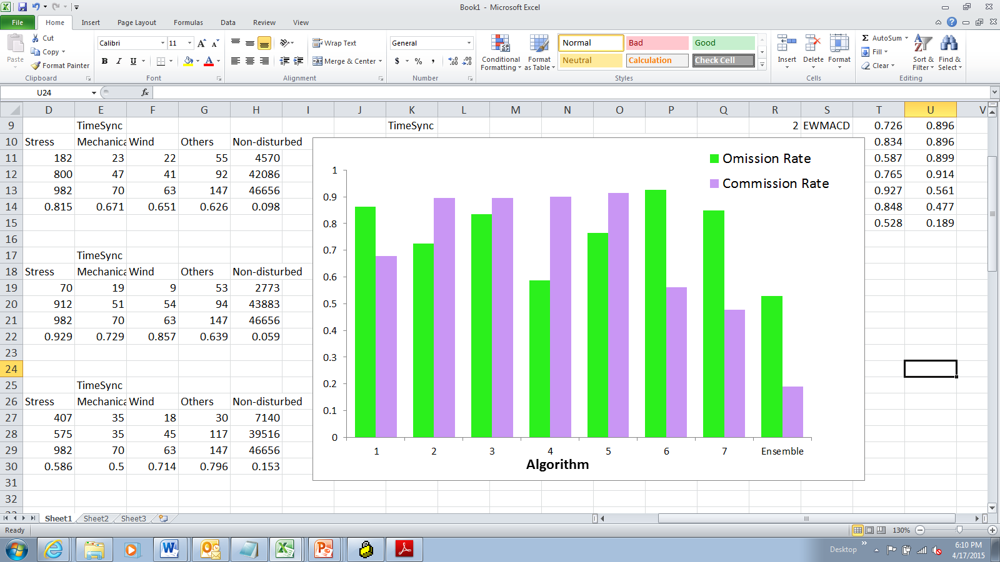 Book1 - Microsoft Excel
File Home Insert Page Layout Formulas Data Review View
Paste Cut Copy Format Painter Clipboard
Calibri 11 B I U A Font
Wrap Text Merge & Center Alignment
General $ % , Number
Conditional Formatting Format as Table
Normal Bad Good
Neutral Calculation Check Cell
Styles
Insert Delete Format Cells
AutoSum Fill Clear Sort & Filter Find & Select Editing
U24 fx
D E F G H I J K L M N O P Q R S T U V
9 TimeSync TimeSync 2 EWMACD 0.726 0.896
10 Stress Mechanica Wind Others Non-disturbed 0.834 0.896
11 182 23 22 55 4570 0.587 0.899
12 800 47 41 92 42086 0.765 0.914
13 982 70 63 147 46656 0.927 0.561
14 0.815 0.671 0.651 0.626 0.098 0.848 0.477
15 0.528 0.189
16
17 TimeSync
18 Stress Mechanica Wind Others Non-disturbed
19 70 19 9 53 2773
20 912 51 54 94 43883
21 982 70 63 147 46656
22 0.929 0.729 0.857 0.639 0.059
23
24
25 TimeSync
26 Stress Mechanica Wind Others Non-disturbed
27 407 35 18 30 7140
28 575 35 45 117 39516
29 982 70 63 147 46656
30 0.586 0.5 0.714 0.796 0.153
31
32
Omission Rate
Commission Rate
1
0.9
0.8
0.7
0.6
0.5
0.4
0.3
0.2
0.1
0
1 2 3 4 5 6 7 Ensemble
Algorithm
Sheet1 Sheet2 Sheet3
Ready 130%
Desktop 6:10 PM
4/17/2015